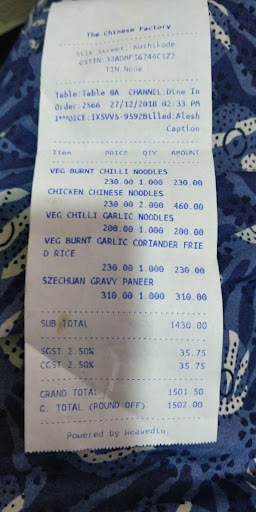 The Chinese Factory
Silk Street, Kozhikode
GSTIN:
TIN:None
Table:Table 8A CHANNEL:Dine In
Order:2566 27/12/2018 02:33 PM
Billed:Alesh
Caption
Item PRICE QTY AMOUNT
VEG BURNT CHILLI NOODLES
230.00 1.000 230.00
CHICKEN CHINESE NOODLES
230.00 2.000 460.00
VEG CHILLI GARLIC NOODLES
200.00 1.000 200.00
VEG BURNT GARLIC CORIANDER FRIE
D RICE
230.00 1.000 230.00
SZECHUAN GRAVY PANEER
310.00 1.000 310.00
SUB TOTAL 1430.00
SGST 2.50% 35.75
CGST 2.50% 35.75
GRAND TOTAL 1501.50
G. TOTAL (ROUND OFF) 1502.00
Powered by HeavedIn.